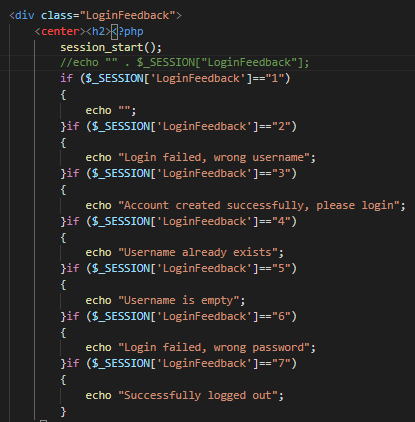 <div class="LoginFeedback">
<center><h2><?php
session_start();
//echo "" . $_SESSION["LoginFeedback"];
if ($_SESSION['LoginFeedback']=="1")
{
echo "";
}if ($_SESSION['LoginFeedback']=="2")
{
echo "Login failed, wrong username";
}if ($_SESSION['LoginFeedback']=="3")
{
echo "Account created successfully, please login";
}if ($_SESSION['LoginFeedback']=="4")
{
echo "Username already exists";
}if ($_SESSION['LoginFeedback']=="5")
{
echo "Username is empty";
}if ($_SESSION['LoginFeedback']=="6")
{
echo "Login failed, wrong password";
}if ($_SESSION['LoginFeedback']=="7")
{
echo "Successfully logged out";
}